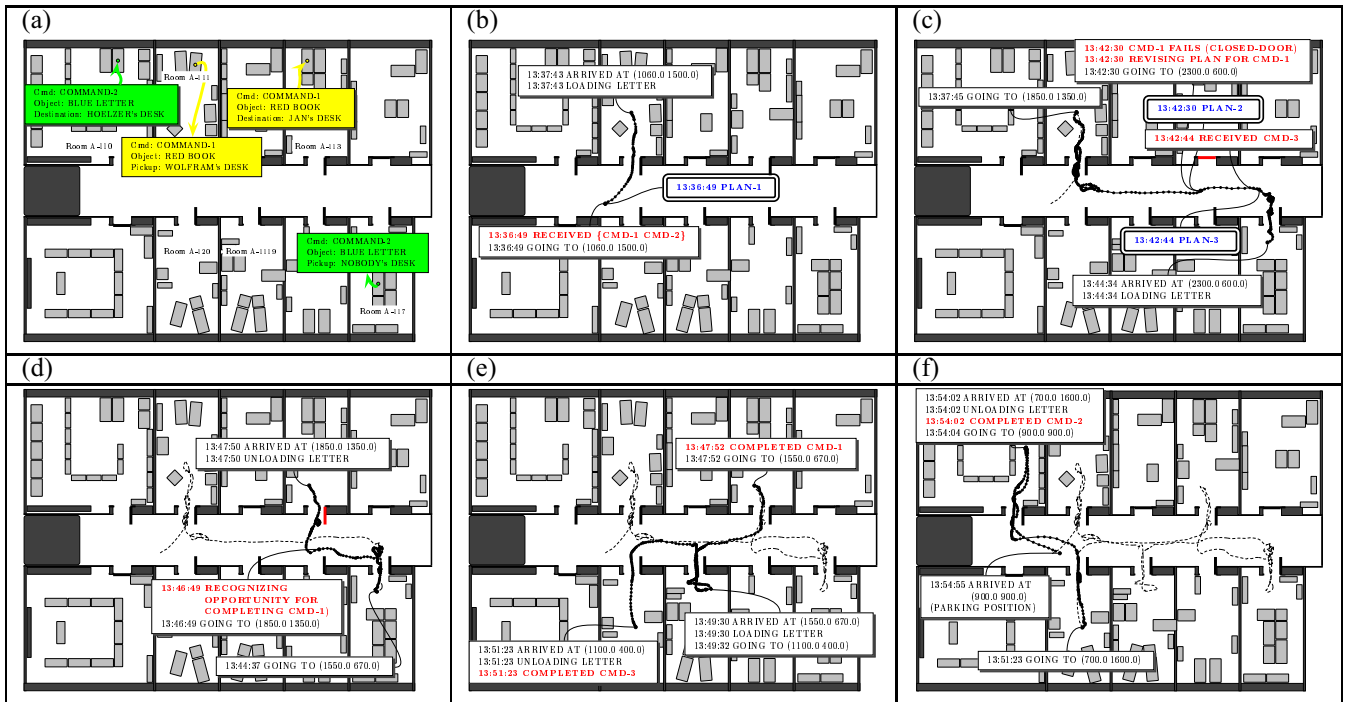 (a)
Room A-111
Cmd: COMMAND-2
Object: BLUE LETTER
Destination: HOELZER's DESK
Cmd: COMMAND-1
Object: RED BOOK
Destination: JAN's DESK
Room A-110
Cmd: COMMAND-1
Object: RED BOOK
Pickup: WOLFRAM's DESK
Room A-113
Room A-120
Room A-1119
Cmd: COMMAND-2
Object: BLUE LETTER
Pickup: NOBODY's DESK
Room A-117
(b)
13:37:43 ARRIVED AT (1060.0 1500.0)
13:37:43 LOADING LETTER
13:36:49 PLAN-1
13:36:49 RECEIVED {CMD-1 CMD-2}
13:36:49 GOING TO (1060.0 1500.0)
(c)
13:42:30 CMD-1 FAILS (CLOSED-DOOR)
13:42:30 REVISING PLAN FOR CMD-1
13:42:30 GOING TO (2300.0 600.0)
13:37:45 GOING TO (1850.0 1350.0)
13:42:30 PLAN-2
13:42:44 RECEIVED CMD-3
13:42:44 PLAN-3
13:44:34 ARRIVED AT (2300.0 600.0)
13:44:34 LOADING LETTER
(d)
13:47:50 ARRIVED AT (1850.0 1350.0)
13:47:50 UNLOADING LETTER
13:46:49 RECOGNIZING
OPPORTUNITY FOR
COMPLETING CMD-1)
13:46:49 GOING TO (1850.0 1350.0)
13:44:37 GOING TO (1550.0 670.0)
(e)
13:47:52 COMPLETED CMD-1
13:47:52 GOING TO (1550.0 670.0)
13:49:30 ARRIVED AT (1550.0 670.0)
13:49:30 LOADING LETTER
13:49:32 GOING TO (1100.0 400.0)
13:51:23 ARRIVED AT (1100.0 400.0)
13:51:23 UNLOADING LETTER
13:51:23 COMPLETED CMD-3
(f)
13:54:02 ARRIVED AT (700.0 1600.0)
13:54:02 UNLOADING LETTER
13:54:02 COMPLETED CMD-2
13:54:04 GOING TO (900.0 900.0)
13:54:55 ARRIVED AT
(900.0 900.0)
(PARKING POSITION)
13:51:23 GOING TO (700.0 1600.0)